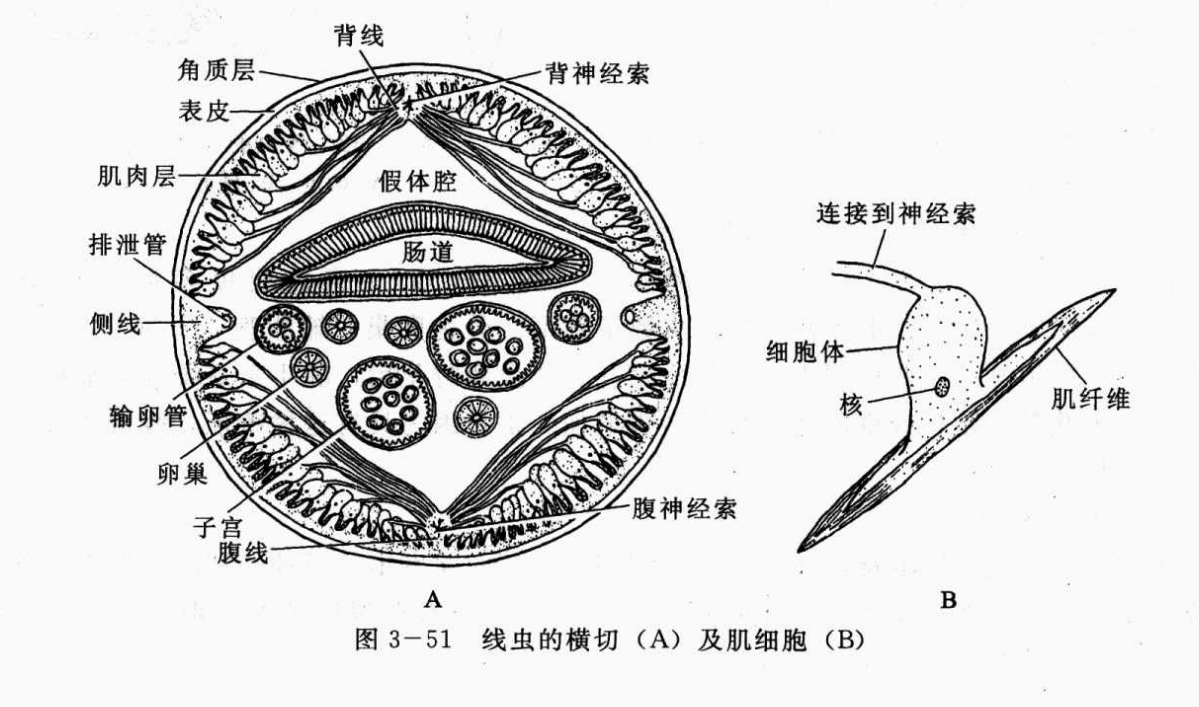 背线
角质层
背神经索
表皮
肌肉层
假体腔
连接到神经索
排泄管
肠道
侧线
细胞体
核
肌纤维
输卵管
卵巢
子宫
腹神经索
腹线
A
B
图 3-51 线虫的横切（A）及肌细胞（B）